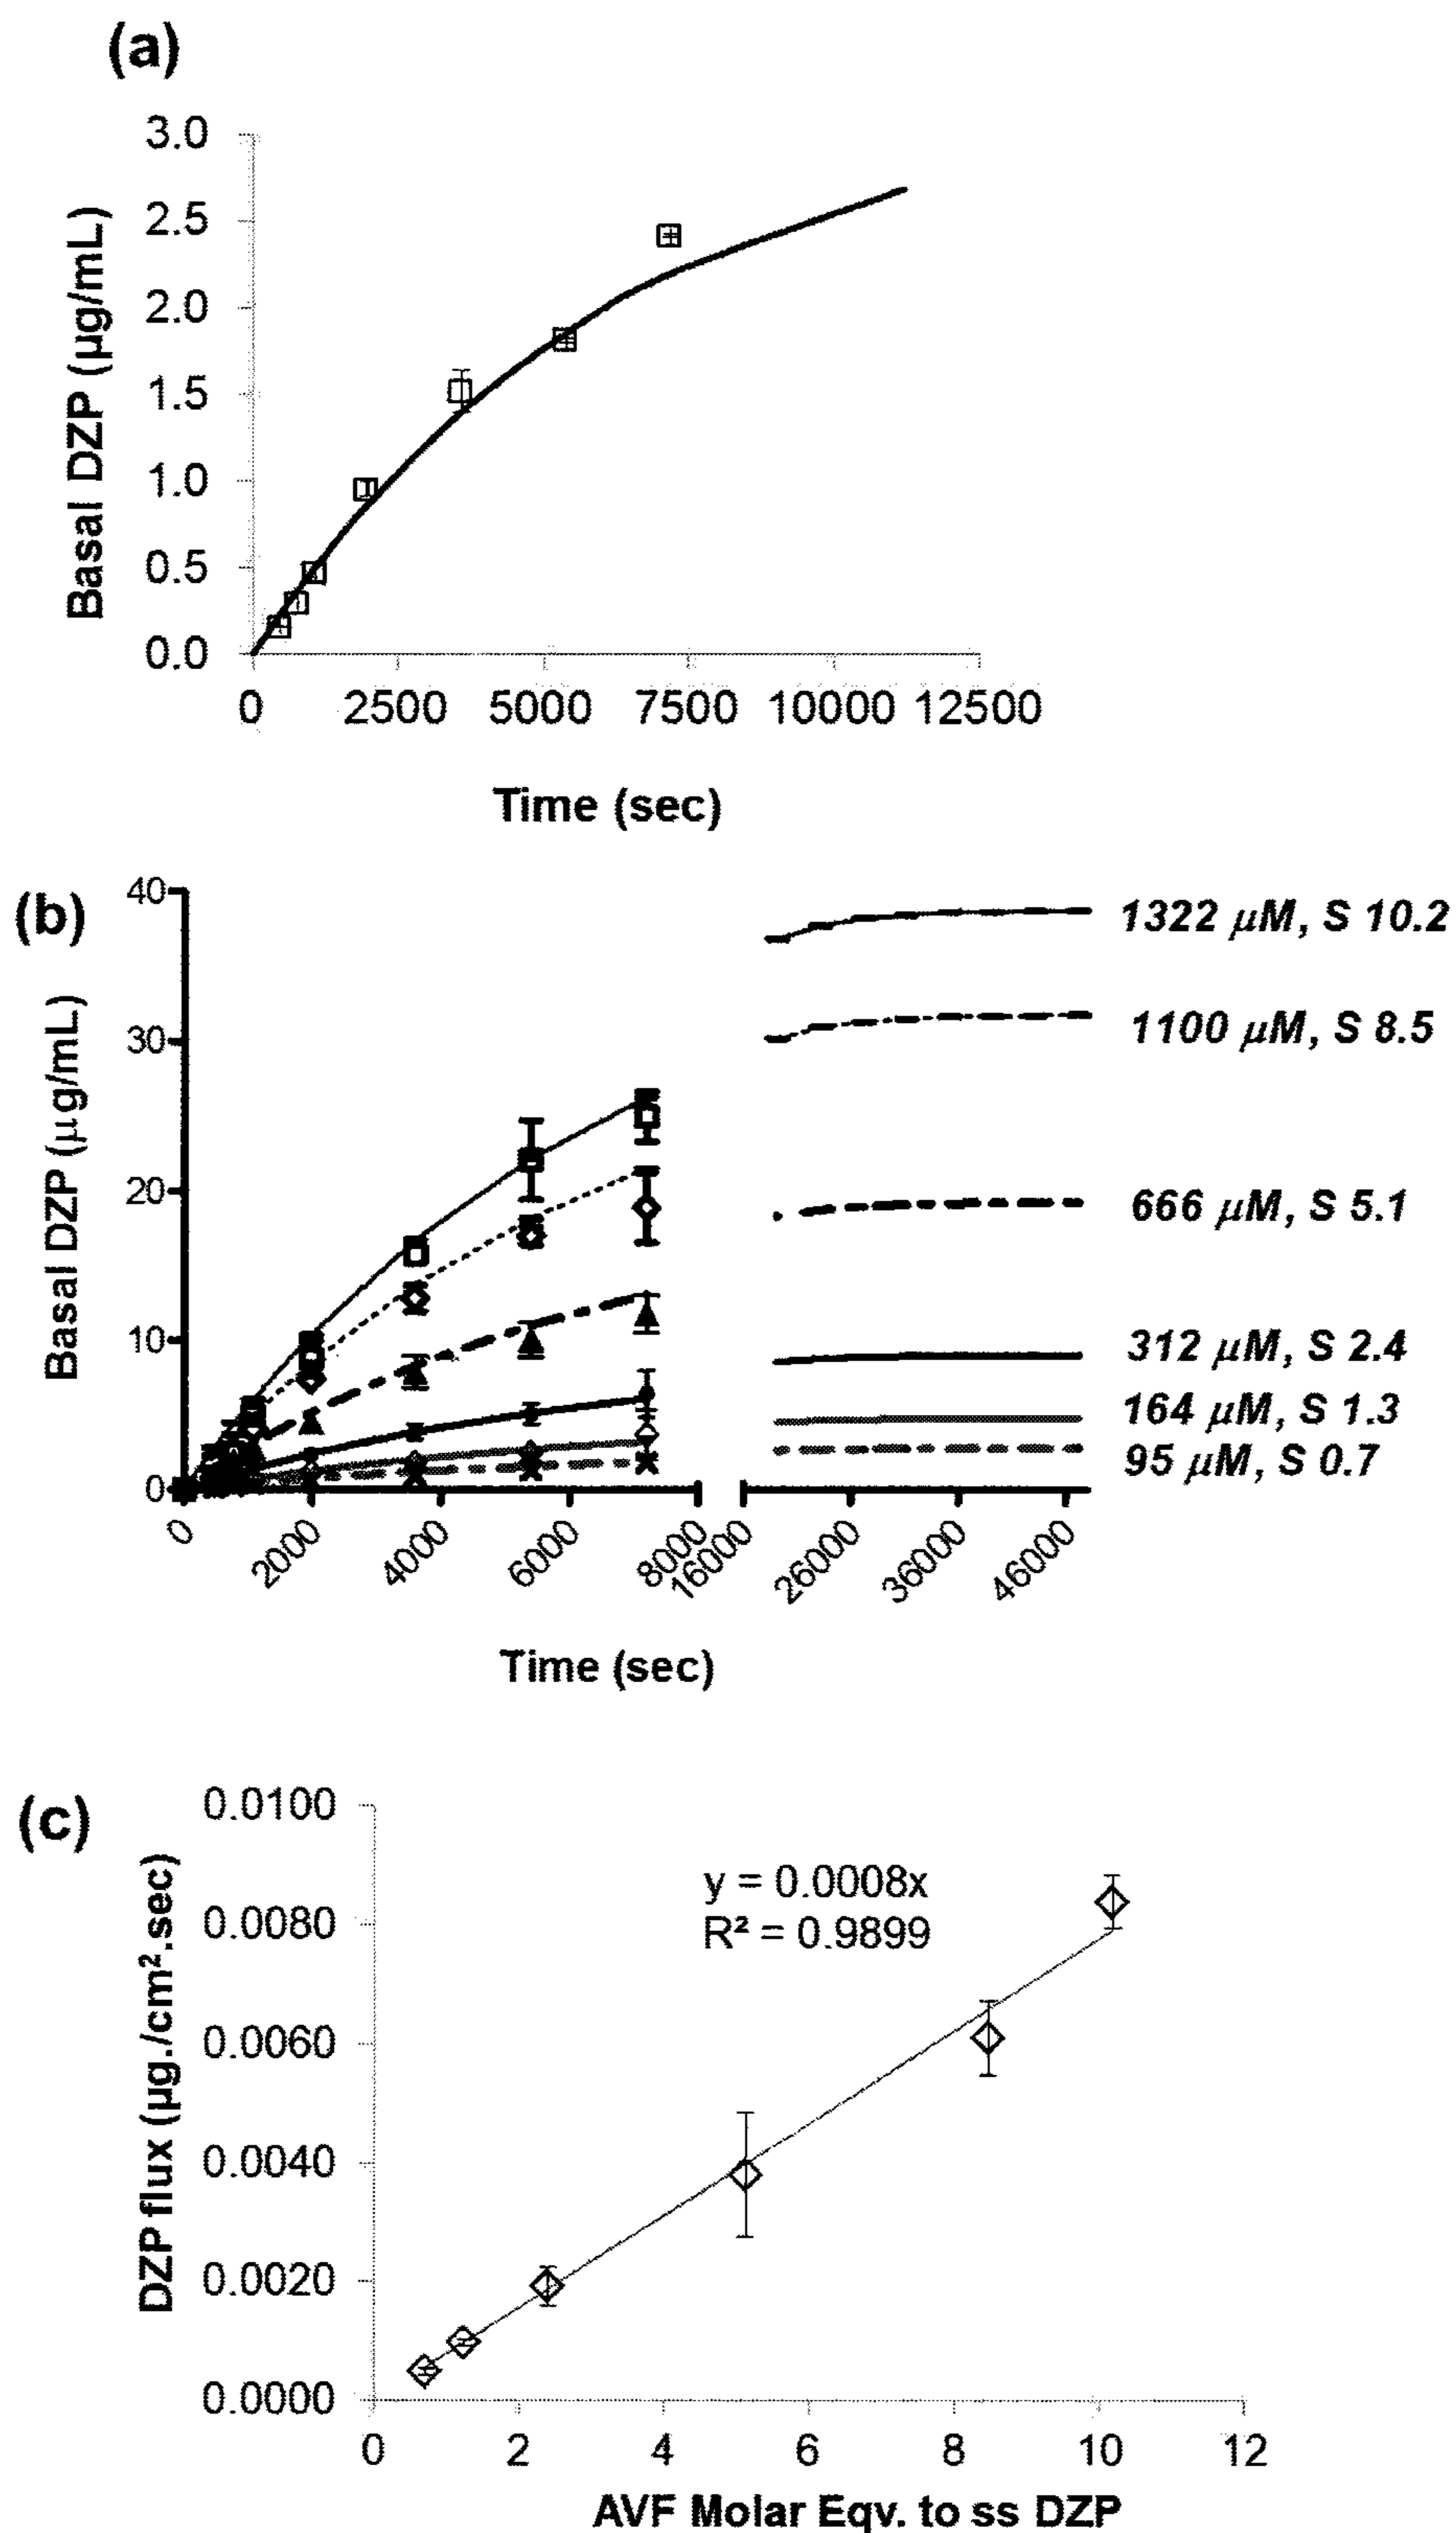 (a)
3.0
2.5
2.0
1.5
1.0
0.5
0.0
Basal DZP (µg/mL)
0 2500 5000 7500 10000 12500
Time (sec)
(b)
40
30
20
10
0
Basal DZP (µg/mL)
1322 µM, S 10.2
1100 µM, S 8.5
666 µM, S 5.1
312 µM, S 2.4
164 µM, S 1.3
95 µM, S 0.7
0 2000 4000 6000 8000 16000 26000 36000 46000
Time (sec)
(c)
0.0100
0.0080
0.0060
0.0040
0.0020
0.0000
DZP flux (µg./cm².sec)
y = 0.0008x
R² = 0.9899
0 2 4 6 8 10 12
AVF Molar Eqv. to ss DZP